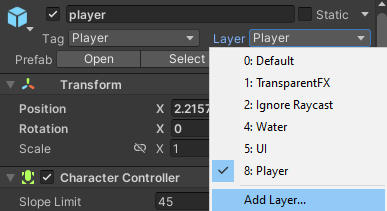 player Static
Tag Player Layer Player
Prefab Open Select
0: Default
1: TransparentFX
2: Ignore Raycast
4: Water
5: UI
8: Player
Add Layer...
Transform
Position X 2.2157
Rotation X 0
Scale X 1
Character Controller
Slope Limit 45